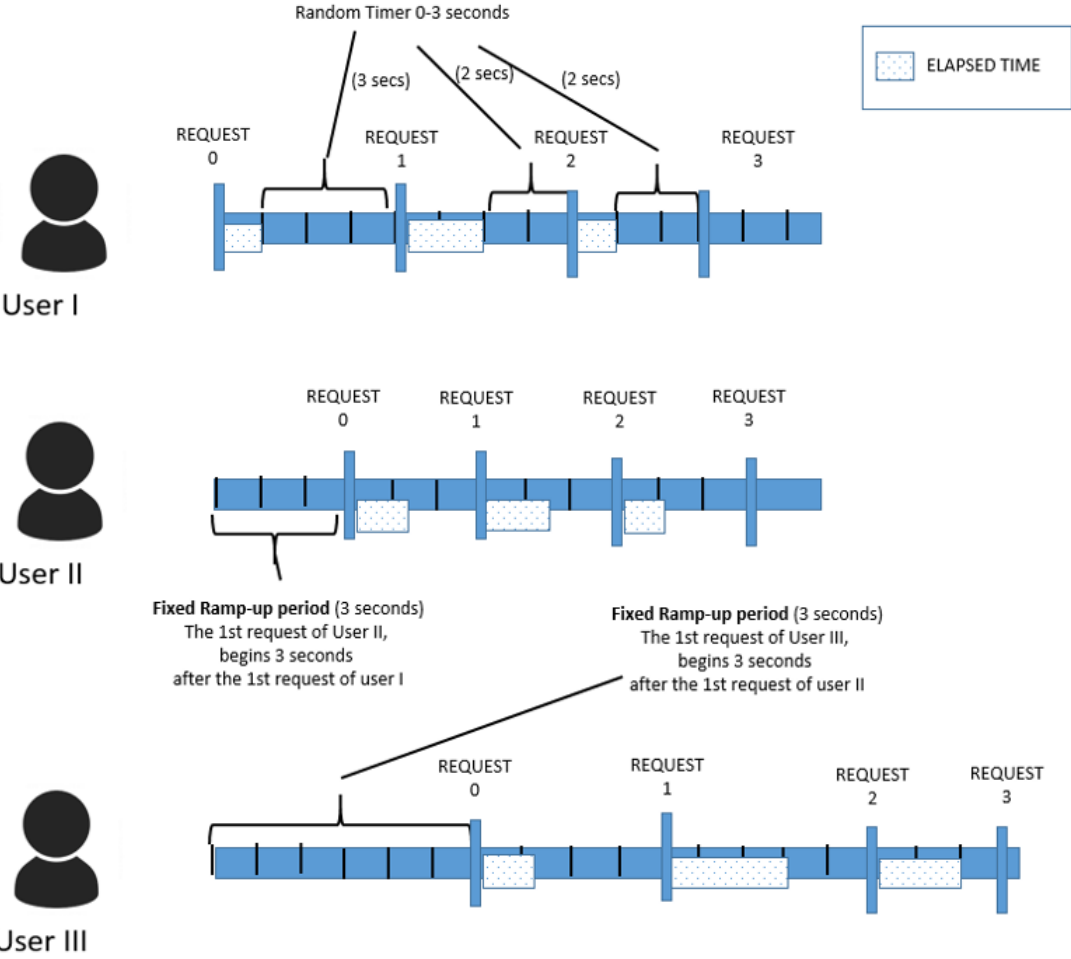 Random Timer 0-3 seconds
ELAPSED TIME
(3 secs)
(2 secs)
(2 secs)
REQUEST
0
REQUEST
1
REQUEST
2
REQUEST
3
User I
REQUEST
0
REQUEST
1
REQUEST
2
REQUEST
3
User II
Fixed Ramp-up period (3 seconds)
The 1st request of User II,
begins 3 seconds
after the 1st request of user I
Fixed Ramp-up period (3 seconds)
The 1st request of User III,
begins 3 seconds
after the 1st request of user II
REQUEST
0
REQUEST
1
REQUEST
2
REQUEST
3
User III